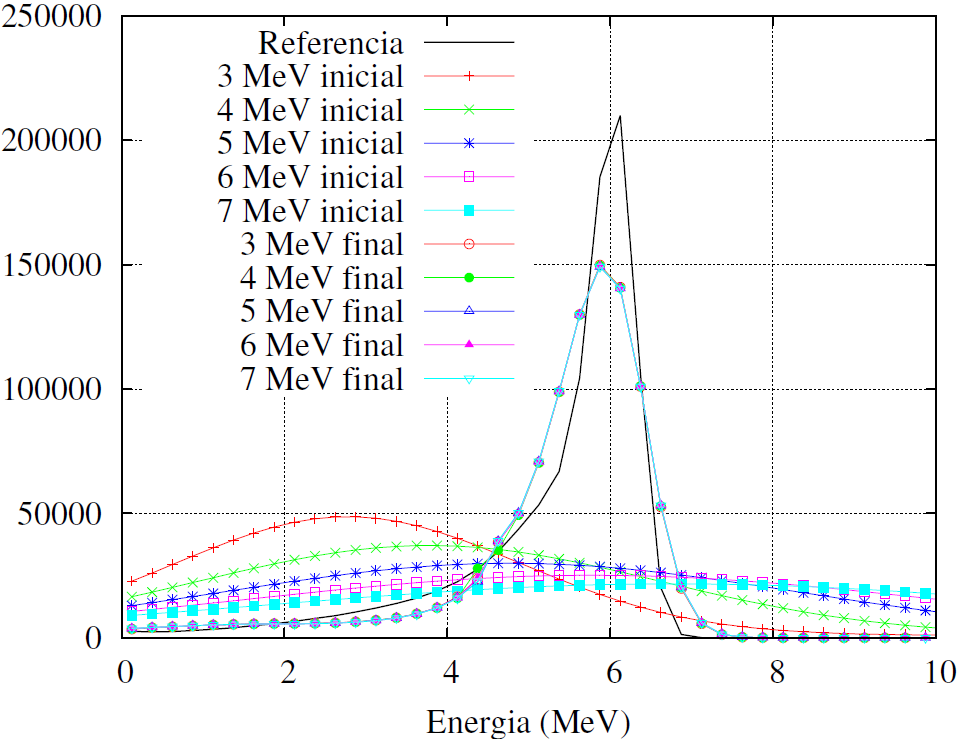 250000
200000
150000
100000
50000
0
Referencia
3 MeV inicial
4 MeV inicial
5 MeV inicial
6 MeV inicial
7 MeV inicial
3 MeV final
4 MeV final
5 MeV final
6 MeV final
7 MeV final
0 2 4 6 8 10
Energia (MeV)